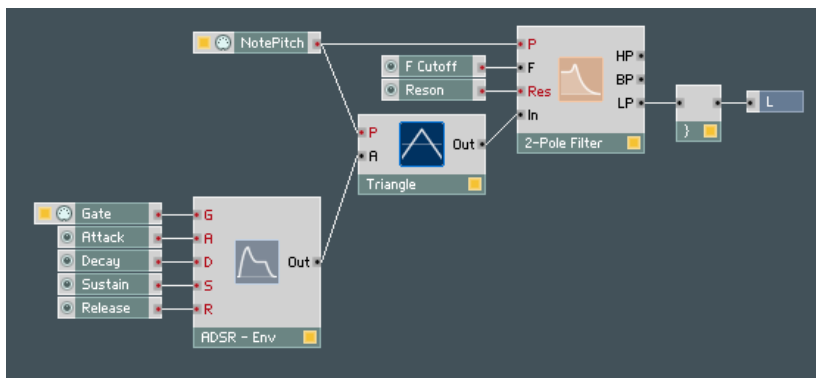 NotePitch
F Cutoff
Reson
P
F
Res
In
HP
BP
LP
2-Pole Filter
}
L
P
A
Out
Triangle
Gate
Attack
Decay
Sustain
Release
G
A
D
S
R
Out
ADSR - Env